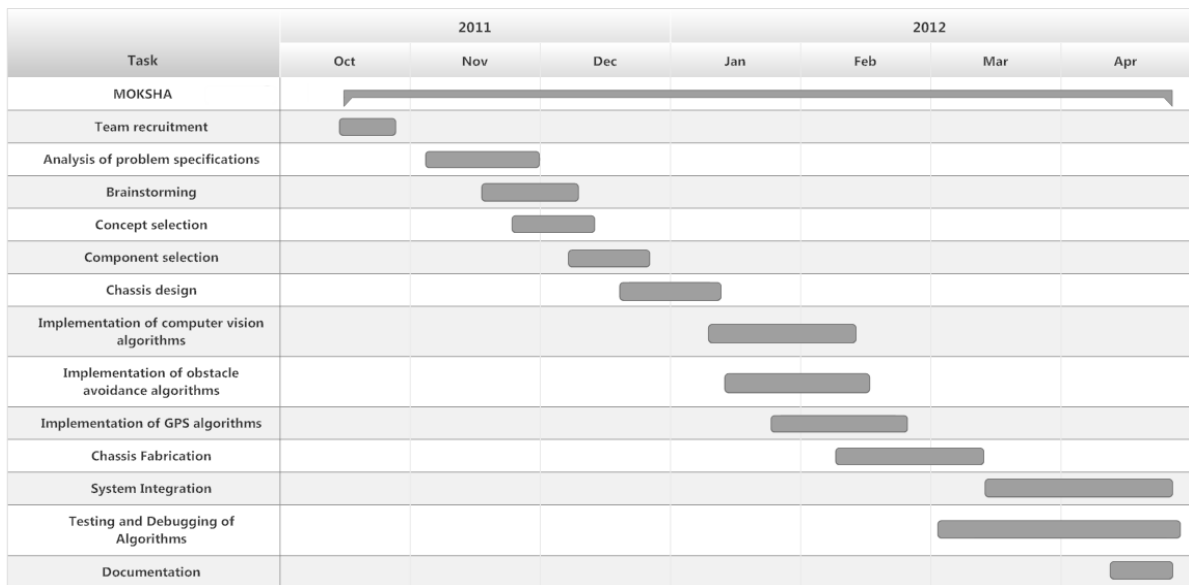 2011 2012
Task Oct Nov Dec Jan Feb Mar Apr
MOKSHA
Team recruitment
Analysis of problem specifications
Brainstorming
Concept selection
Component selection
Chassis design
Implementation of computer vision
algorithms
Implementation of obstacle
avoidance algorithms
Implementation of GPS algorithms
Chassis Fabrication
System Integration
Testing and Debugging of
Algorithms
Documentation